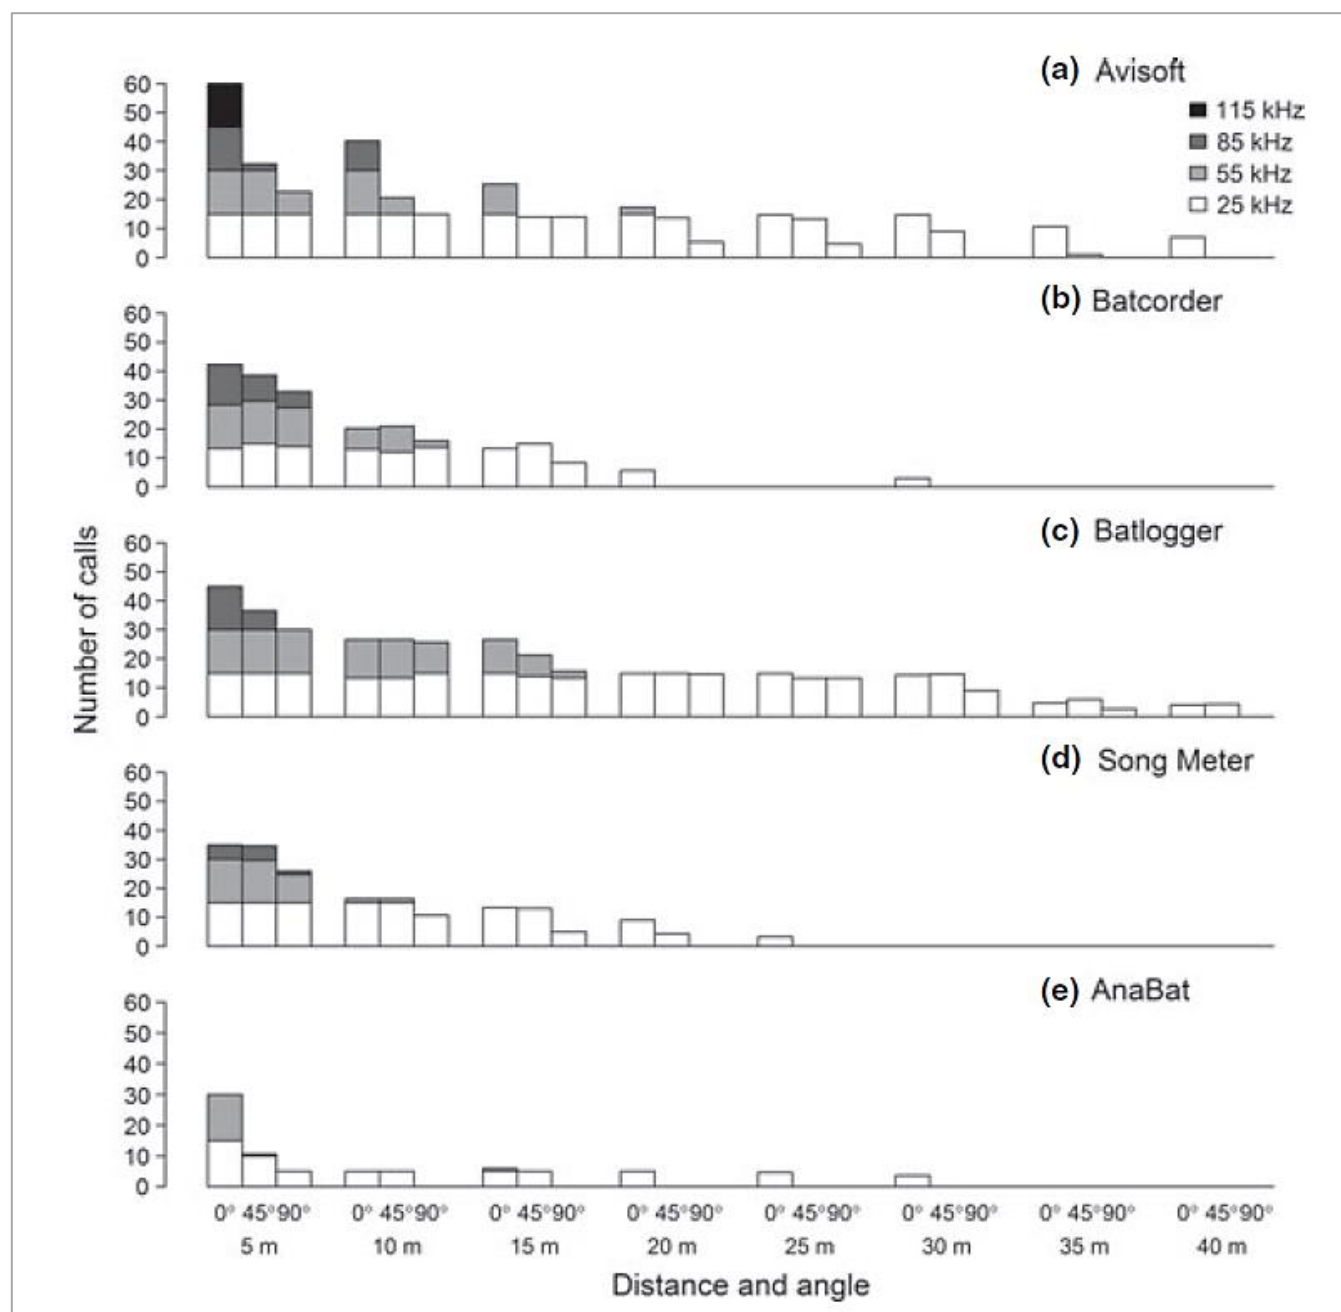 (a) Avisoft
115 kHz
85 kHz
55 kHz
25 kHz
60
50
40
30
20
10
0
(b) Batcorder
60
50
40
30
20
10
0
(c) Batlogger
60
50
40
30
20
10
0
Number of calls
(d) Song Meter
60
50
40
30
20
10
0
(e) AnaBat
60
50
40
30
20
10
0
0° 45°90° 0° 45°90° 0° 45°90° 0° 45°90° 0° 45°90° 0° 45°90° 0° 45°90° 0° 45°90°
5 m 10 m 15 m 20 m 25 m 30 m 35 m 40 m
Distance and angle